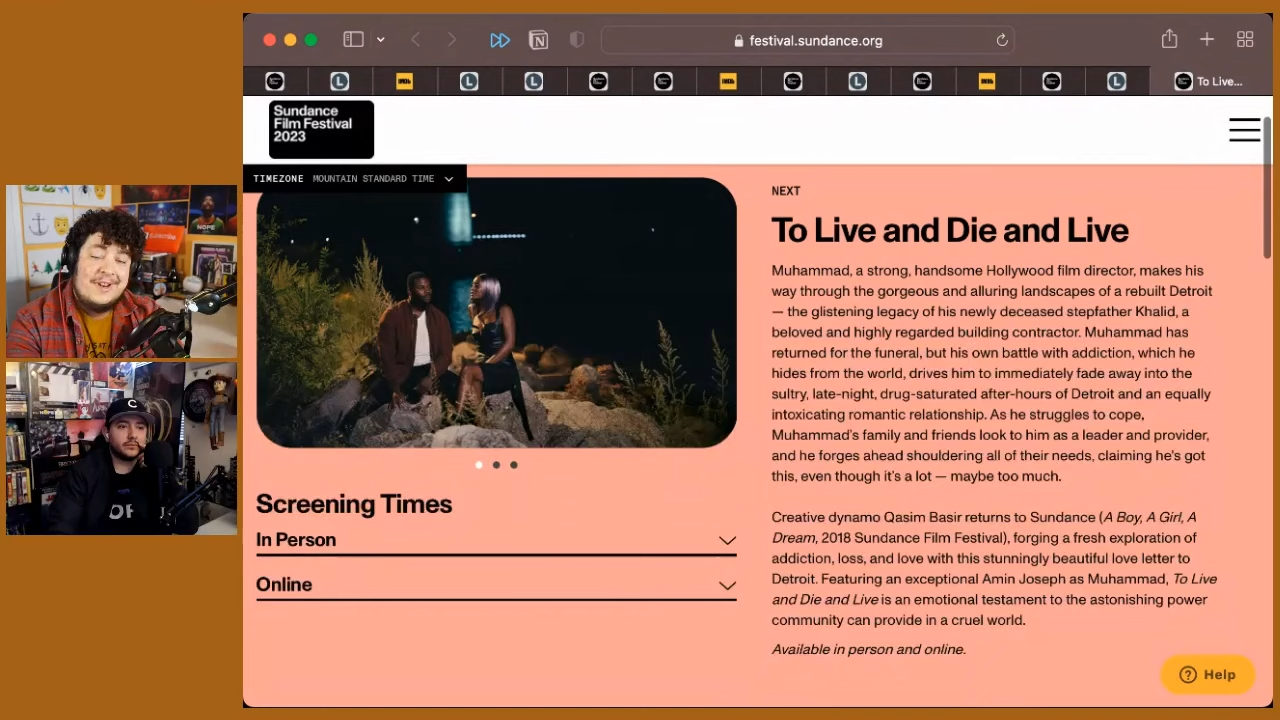 festival.sundance.org
To Live...
Sundance
Film Festival
2023
TIMEZONE MOUNTAIN STANDARD TIME
NEXT
To Live and Die and Live
Muhammad, a strong, handsome Hollywood film director, makes his
way through the gorgeous and alluring landscapes of a rebuilt Detroit
— the glistening legacy of his newly deceased stepfather Khalid, a
beloved and highly regarded building contractor. Muhammad has
returned for the funeral, but his own battle with addiction, which he
hides from the world, drives him to immediately fade away into the
sultry, late-night, drug-saturated after-hours of Detroit and an equally
intoxicating romantic relationship. As he struggles to cope,
Muhammad's family and friends look to him as a leader and provider,
and he forges ahead shouldering all of their needs, claiming he's got
this, even though it's a lot — maybe too much.
Creative dynamo Qasim Basir returns to Sundance (A Boy, A Girl, A
Dream, 2018 Sundance Film Festival), forging a fresh exploration of
addiction, loss, and love with this stunningly beautiful love letter to
Detroit. Featuring an exceptional Amin Joseph as Muhammad, To Live
and Die and Live is an emotional testament to the astonishing power
community can provide in a cruel world.
Available in person and online.
Screening Times
In Person
Online
Help
NOPE
C